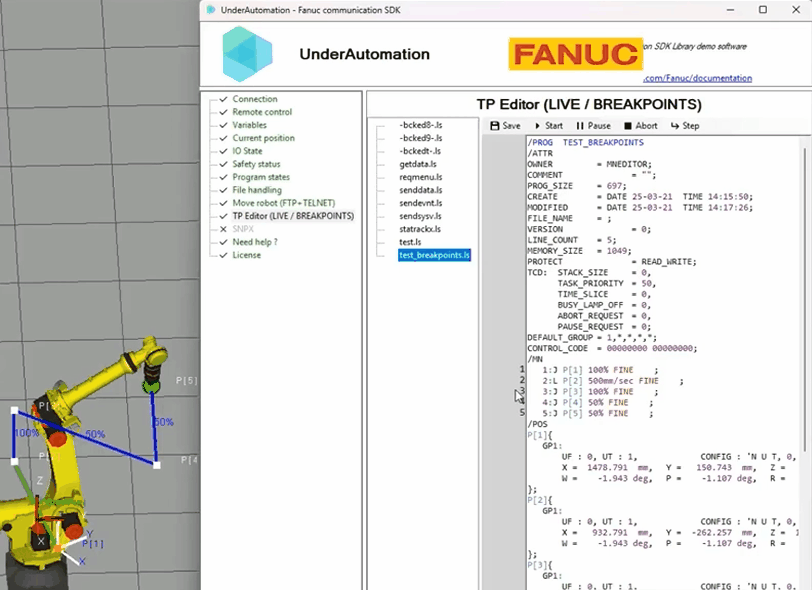 UnderAutomation - Fanuc communication SDK
UnderAutomation
FANUC
on SDK Library demo software
.com/Fanuc/documentation
Connection
Remote control
Variables
Current position
IO State
Safety status
Program states
File handling
Move robot (FTP+TELNET)
TP Editor (LIVE / BREAKPOINTS)
SNPX
Need help ?
License
TP Editor (LIVE / BREAKPOINTS)
-bcked8-.ls
-bcked9-.ls
-bckedt-.ls
getdata.ls
reqmenu.ls
senddata.ls
sendevnt.ls
sendsysv.ls
statrackx.ls
test.ls
test_breakpoints.ls
Save Start Pause Abort Step
/PROG TEST_BREAKPOINTS
/ATTR
OWNER = MNEDITOR;
COMMENT = "";
PROG_SIZE = 697;
CREATE = DATE 25-03-21 TIME 14:15:50;
MODIFIED = DATE 25-03-21 TIME 14:17:26;
FILE_NAME = ;
VERSION = 0;
LINE_COUNT = 5;
MEMORY_SIZE = 1049;
PROTECT = READ_WRITE;
TCD: STACK_SIZE = 0,
TASK_PRIORITY = 50,
TIME_SLICE = 0,
BUSY_LAMP_OFF = 0,
ABORT_REQUEST = 0,
PAUSE_REQUEST = 0;
DEFAULT_GROUP = 1,*,*,*,*;
CONTROL_CODE = 00000000 00000000;
/MN
1 1:J P[1] 100% FINE ;
2 2:L P[2] 500mm/sec FINE ;
3 3:J P[3] 100% FINE ;
4 4:J P[4] 50% FINE ;
5 5:J P[5] 50% FINE ;
/POS
P[1]{
GP1:
UF : 0, UT : 1, CONFIG : 'N U T, 0,
X = 1478.791 mm, Y = 150.743 mm, Z =
W = -1.943 deg, P = -1.107 deg, R =
};
P[2]{
GP1:
UF : 0, UT : 1, CONFIG : 'N U T, 0,
X = 932.791 mm, Y = -262.257 mm, Z = 1
W = -1.943 deg, P = -1.107 deg, R =
};
P[3]{
GP1:
UF : 0, UT : 1, CONFIG : 'N U T, 0,
P[5]
50%
100%
50%
P[4
Z
X
Y
P[1]
X